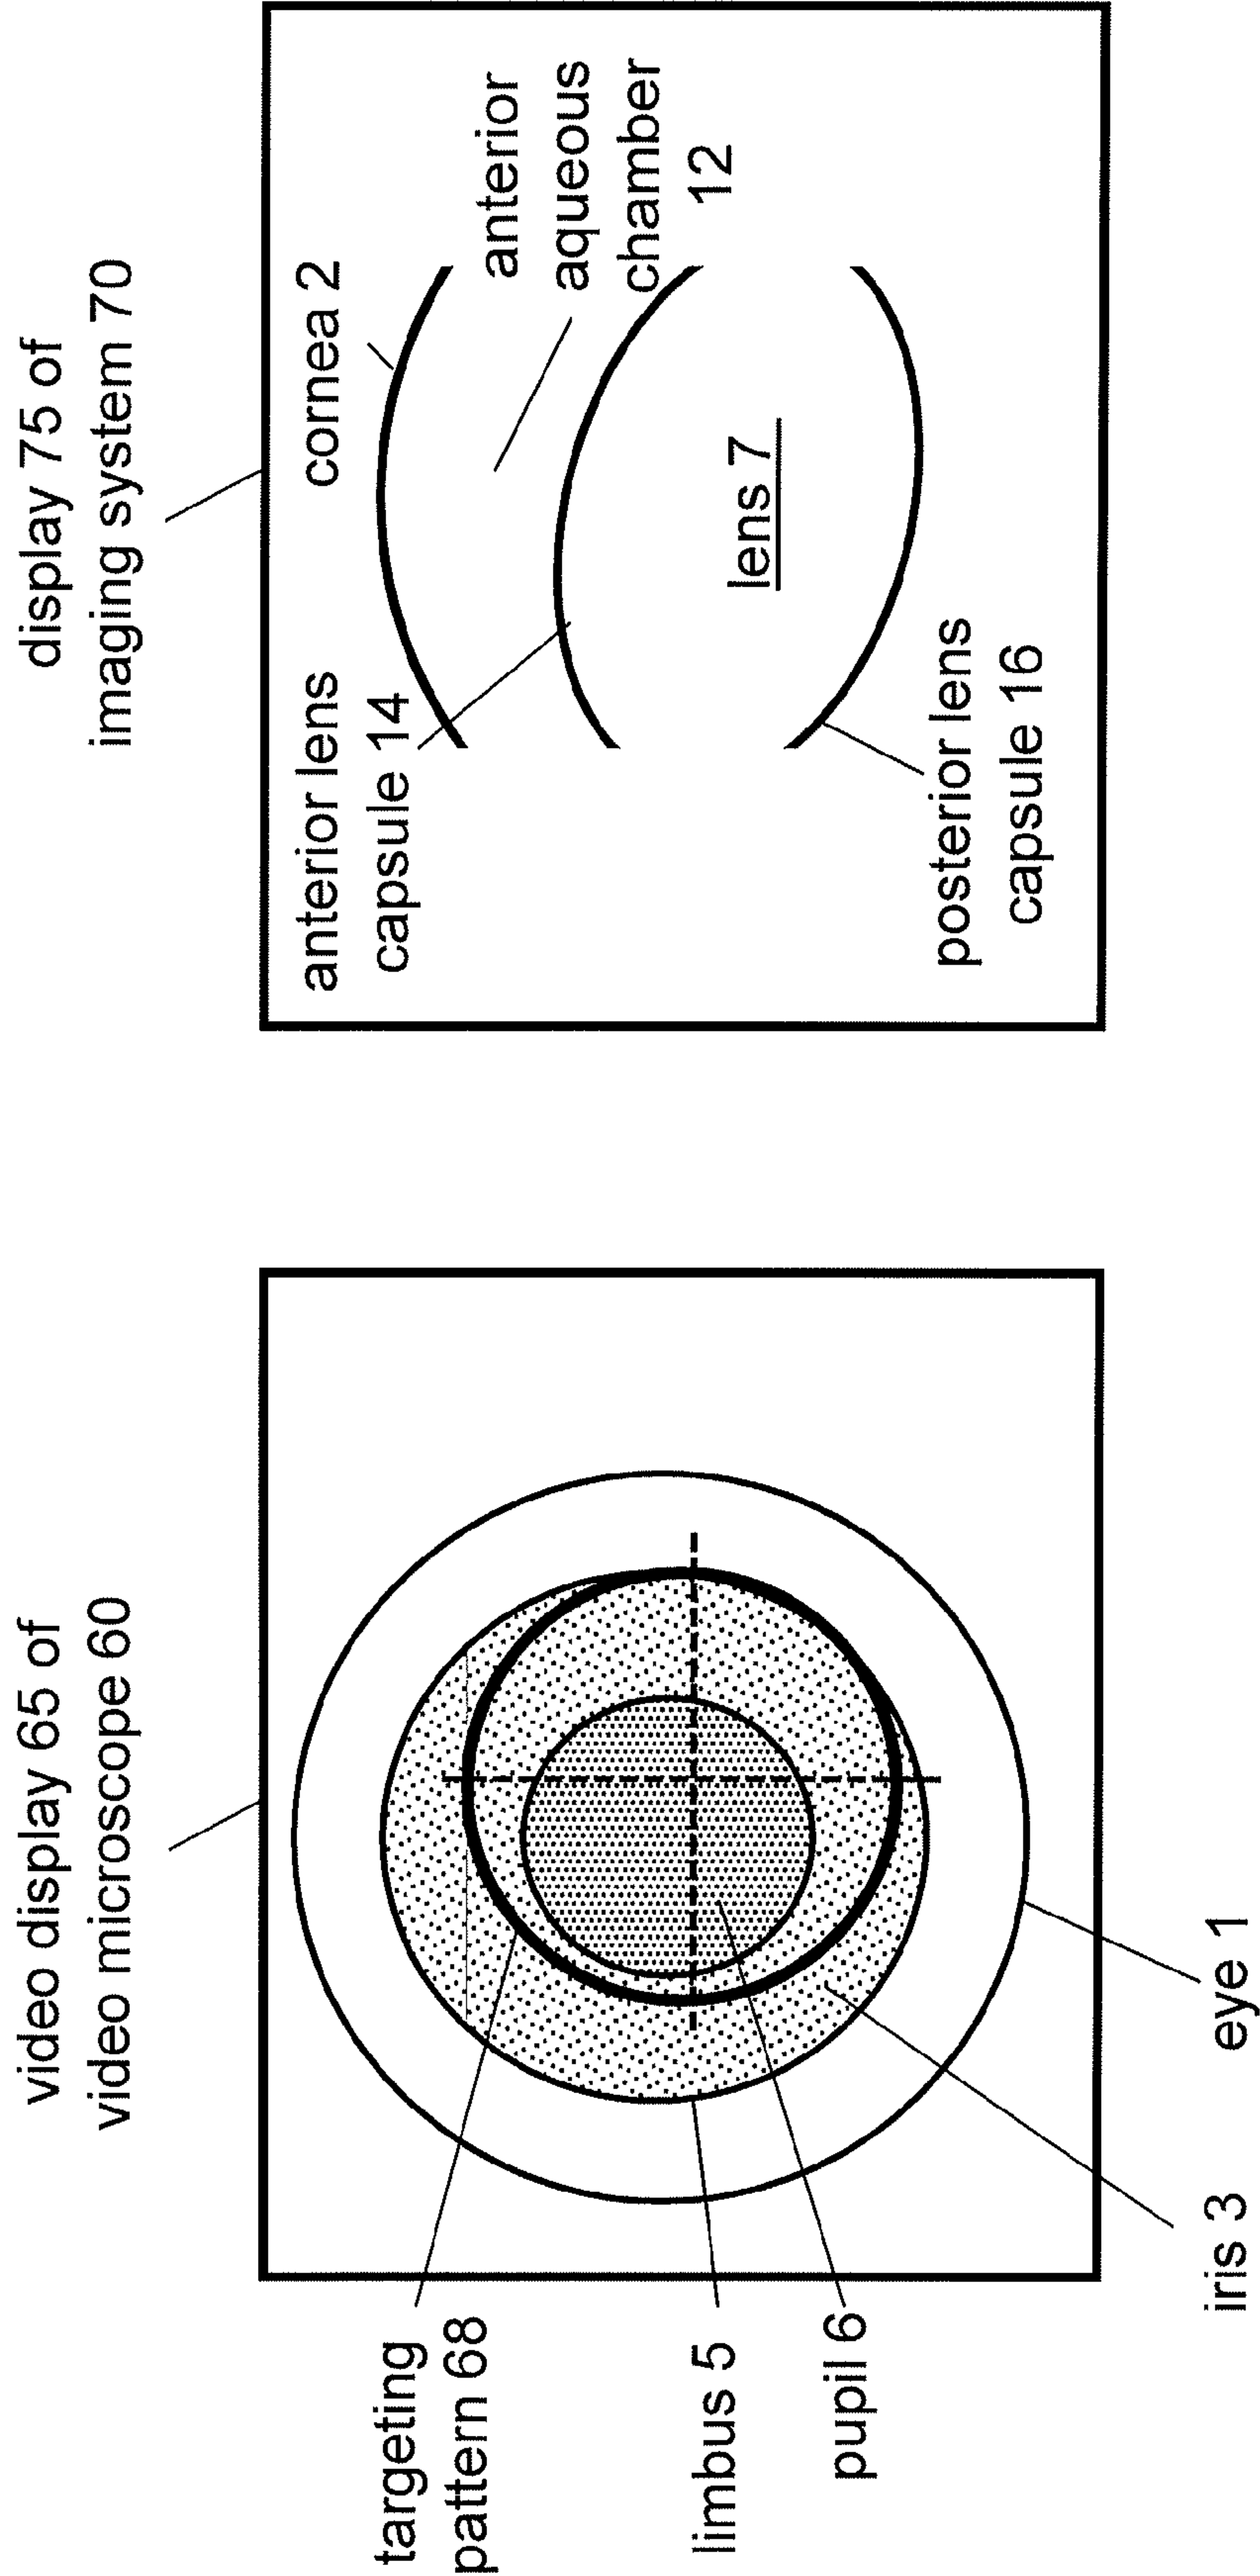 video display 65 of
video microscope 60
targeting
pattern 68
limbus 5
pupil 6
iris 3
eye 1
display 75 of
imaging system 70
anterior lens
capsule 14
cornea 2
anterior
aqueous
chamber
12
lens 7
posterior lens
capsule 16